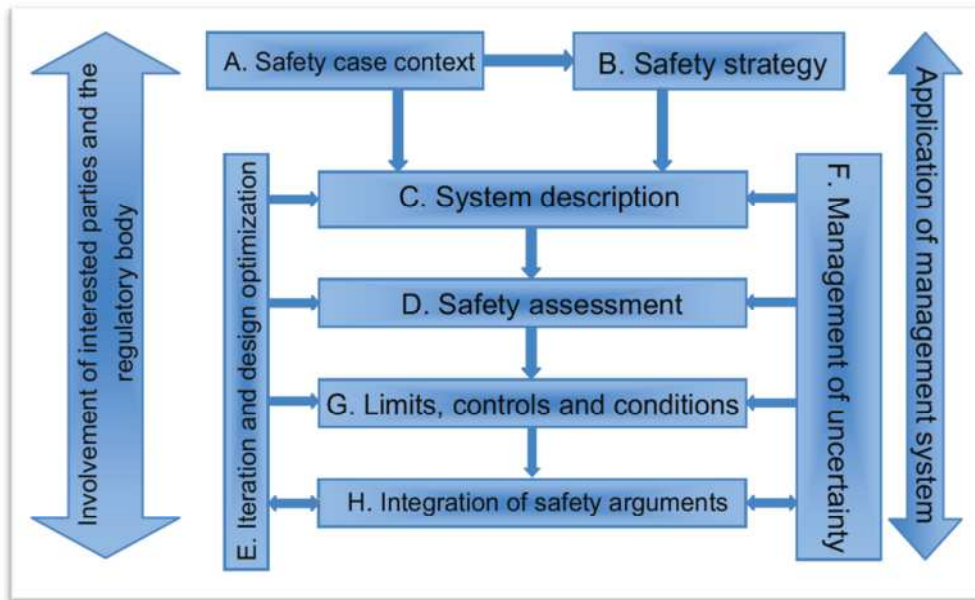 A. Safety case context
B. Safety strategy
Involvement of interested parties and the
regulatory body
E. Iteration and design optimization
C. System description
D. Safety assessment
G. Limits, controls and conditions
H. Integration of safety arguments
F. Management of uncertainty
Application of management system